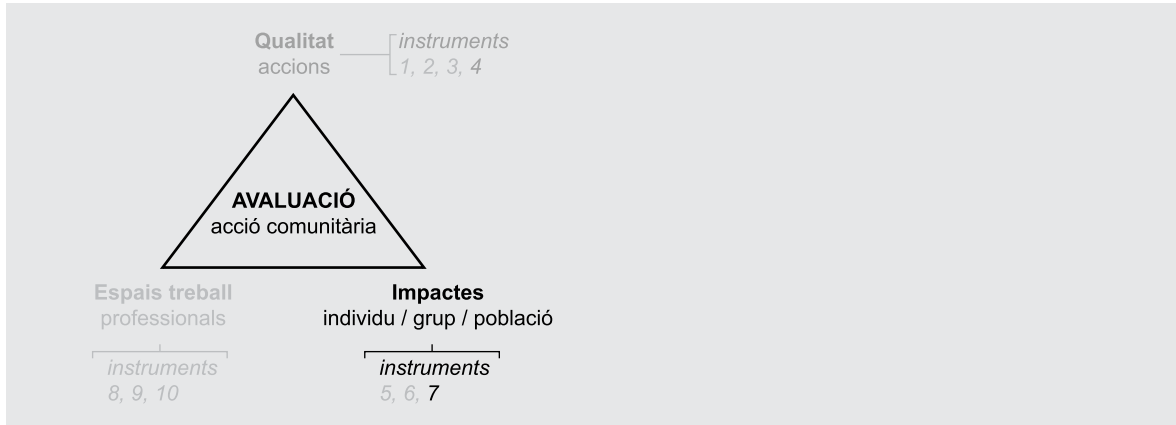 Qualitat
accions
instruments
1, 2, 3, 4
AVALUACIÓ
acció comunitària
Espais treball
professionals
instruments
8, 9, 10
Impactes
individu / grup / població
instruments
5, 6, 7